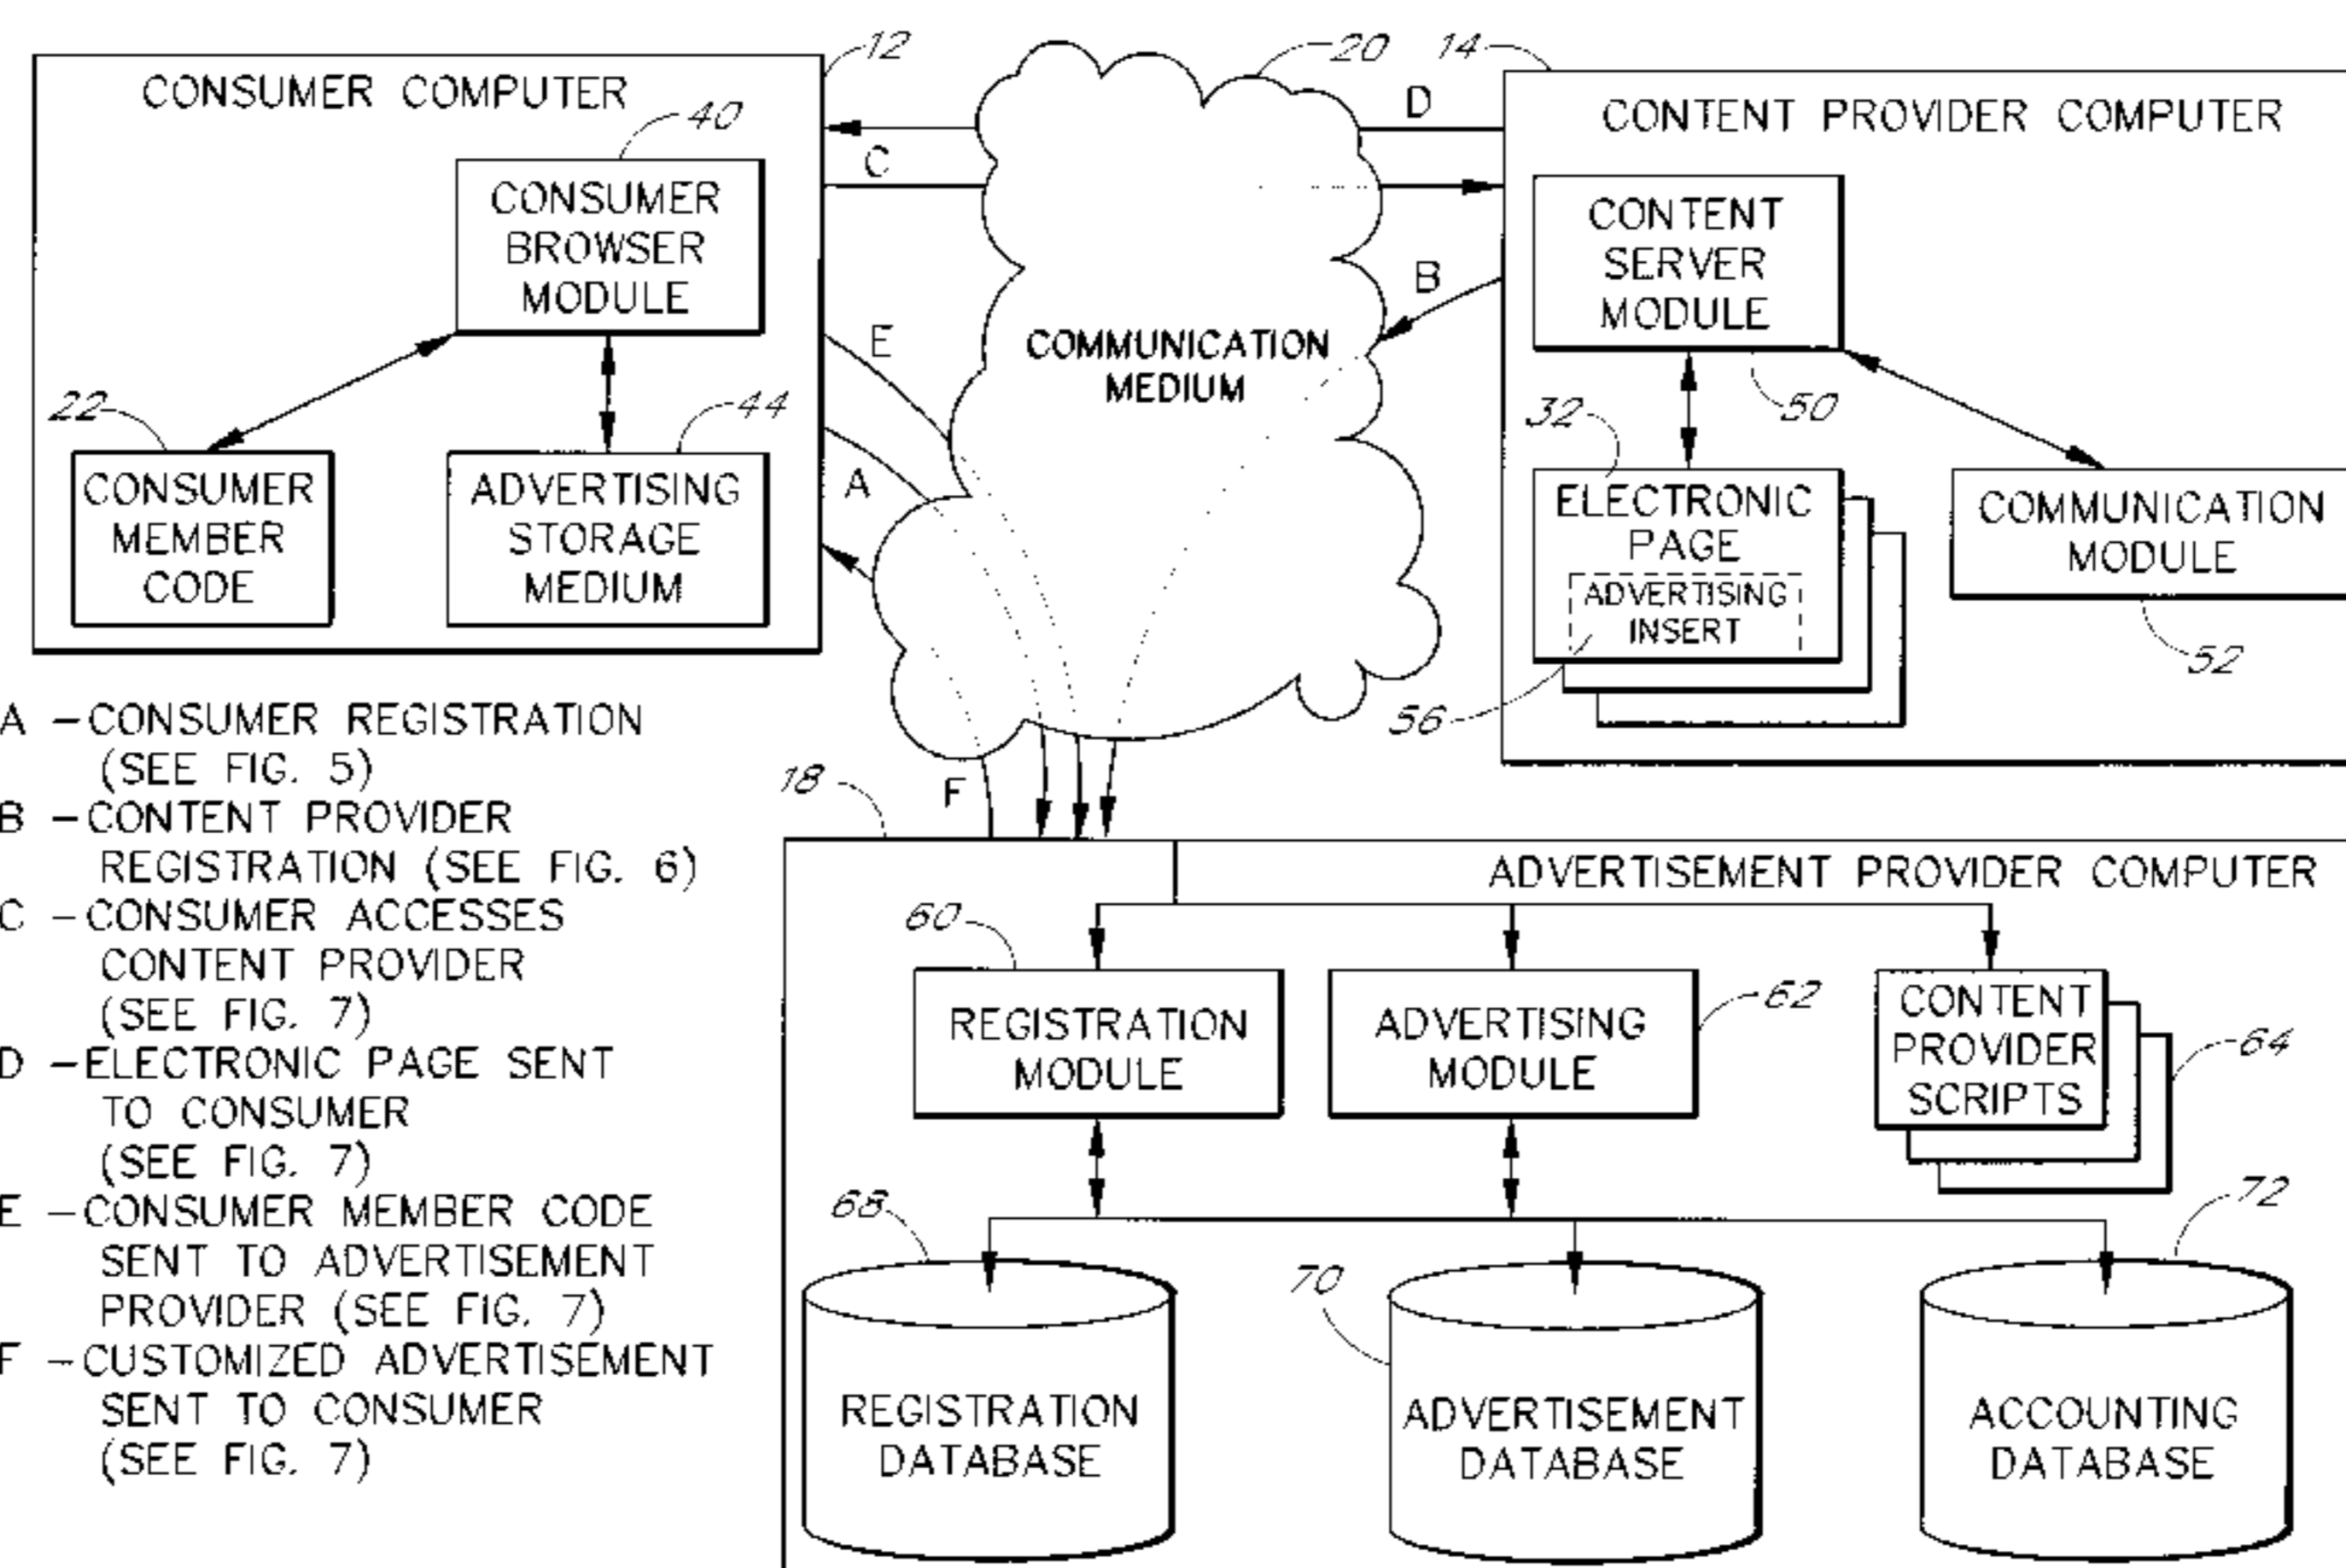 12
20
14
CONSUMER COMPUTER
40
CONSUMER
BROWSER
MODULE
22
44
CONSUMER
MEMBER
CODE
ADVERTISING
STORAGE
MEDIUM
C
D
E
A
B
F
COMMUNICATION
MEDIUM
CONTENT PROVIDER COMPUTER
CONTENT
SERVER
MODULE
50
32
ELECTRONIC
PAGE
ADVERTISING
INSERT
56
COMMUNICATION
MODULE
52
A – CONSUMER REGISTRATION
(SEE FIG. 5)
B – CONTENT PROVIDER
REGISTRATION (SEE FIG. 6)
C – CONSUMER ACCESSES
CONTENT PROVIDER
(SEE FIG. 7)
D – ELECTRONIC PAGE SENT
TO CONSUMER
(SEE FIG. 7)
E – CONSUMER MEMBER CODE
SENT TO ADVERTISEMENT
PROVIDER (SEE FIG. 7)
F – CUSTOMIZED ADVERTISEMENT
SENT TO CONSUMER
(SEE FIG. 7)
18
ADVERTISEMENT PROVIDER COMPUTER
60
REGISTRATION
MODULE
ADVERTISING
MODULE
62
CONTENT
PROVIDER
SCRIPTS
64
68
REGISTRATION
DATABASE
70
ADVERTISEMENT
DATABASE
72
ACCOUNTING
DATABASE